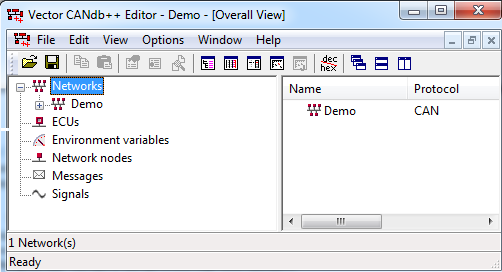 Vector CANdb++ Editor - Demo - [Overall View]
File Edit View Options Window Help
dec
hex
Networks
Demo
ECUs
Environment variables
Network nodes
Messages
Signals
Name Protocol
Demo CAN
1 Network(s)
Ready